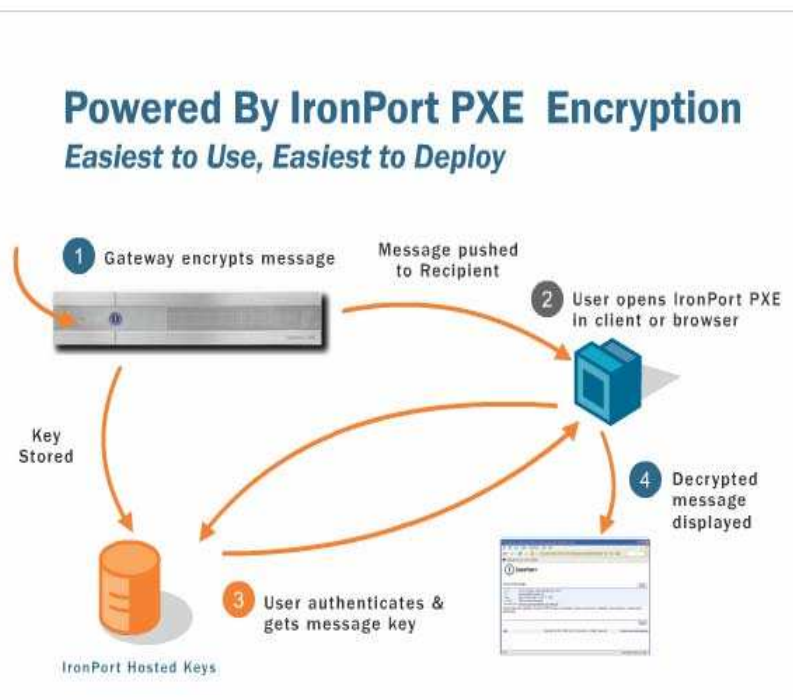 Powered By IronPort PXE Encryption
Easiest to Use, Easiest to Deploy
1 Gateway encrypts message
Message pushed
to Recipient
2 User opens IronPort PXE
in client or browser
Key
Stored
4 Decrypted
message
displayed
3 User authenticates &
gets message key
IronPort Hosted Keys